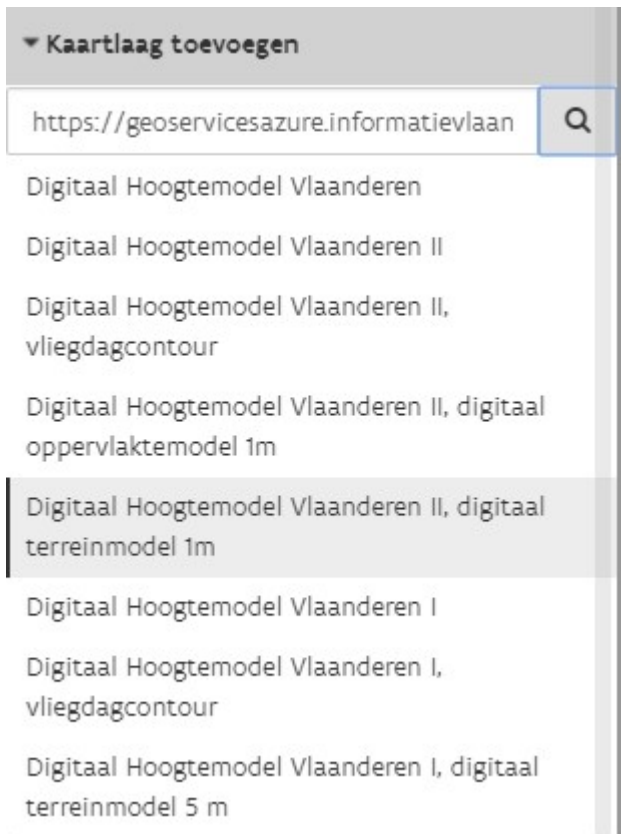 Kaartlaag toevoegen
https://geoservicesazure.informatievlaan
Digitaal Hoogtemodel Vlaanderen
Digitaal Hoogtemodel Vlaanderen II
Digitaal Hoogtemodel Vlaanderen II,
vliegdagcontour
Digitaal Hoogtemodel Vlaanderen II, digitaal
oppervlaktemodel 1m
Digitaal Hoogtemodel Vlaanderen II, digitaal
terreinmodel 1m
Digitaal Hoogtemodel Vlaanderen I
Digitaal Hoogtemodel Vlaanderen I,
vliegdagcontour
Digitaal Hoogtemodel Vlaanderen I, digitaal
terreinmodel 5 m